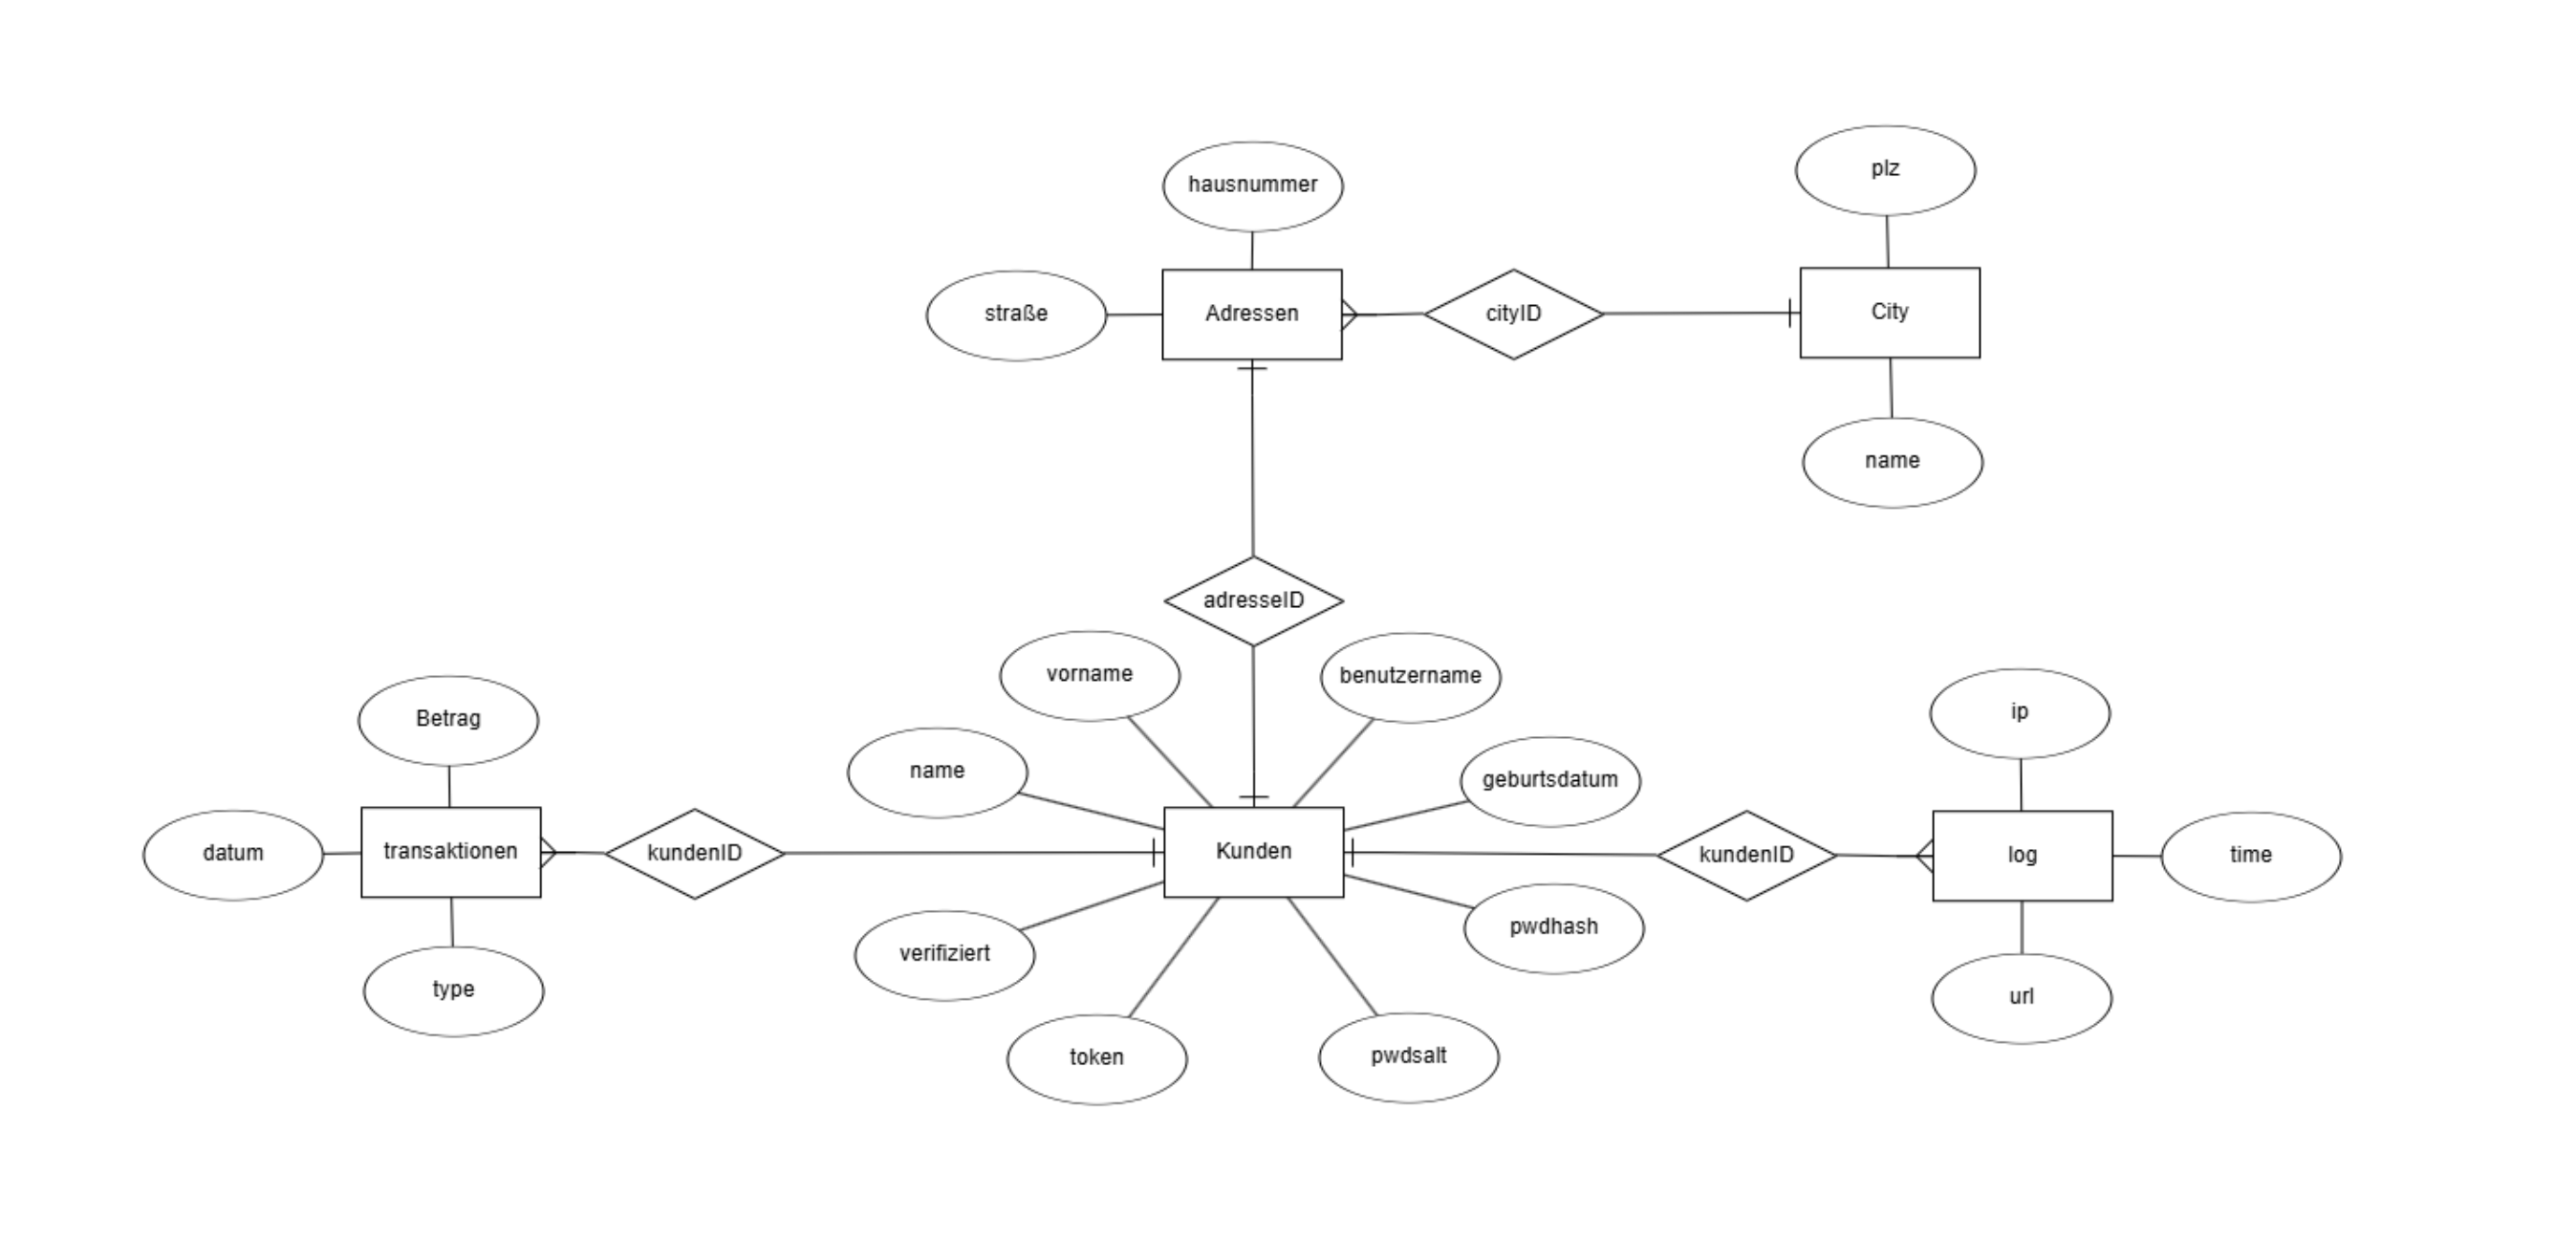 plz
hausnummer
straße
Adressen
cityID
City
name
adresseID
vorname
benutzername
ip
Betrag
name
geburtsdatum
datum
transaktionen
kundenID
Kunden
kundenID
log
time
verifiziert
pwdhash
type
url
token
pwdsalt